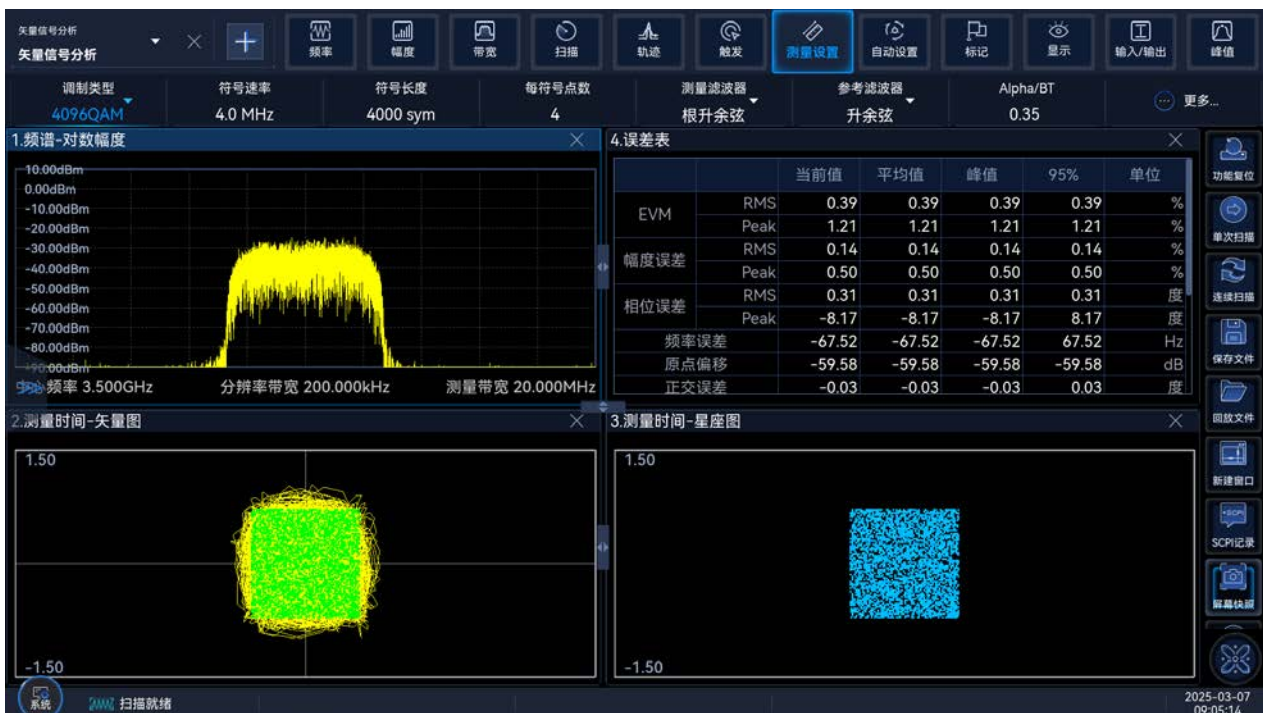 矢量信号分析
矢量信号分析
频率
幅度
带宽
扫描
轨迹
触发
测量设置
自动设置
标记
显示
输入/输出
峰值
调制类型 符号速率 符号长度 每符号点数 测量滤波器 参考滤波器 Alpha/BT
4096QAM 4.0 MHz 4000 sym 4 根升余弦 升余弦 0.35
更多...
1.频谱-对数幅度
10.00dBm
0.00dBm
-10.00dBm
-20.00dBm
-30.00dBm
-40.00dBm
-50.00dBm
-60.00dBm
-70.00dBm
-80.00dBm
-90.00dBm
中心频率 3.500GHz 分辨率带宽 200.000kHz 测量带宽 20.000MHz
4.误差表
当前值 平均值 峰值 95% 单位
EVM RMS 0.39 0.39 0.39 0.39 %
Peak 1.21 1.21 1.21 1.21 %
幅度误差 RMS 0.14 0.14 0.14 0.14 %
Peak 0.50 0.50 0.50 0.50 %
相位误差 RMS 0.31 0.31 0.31 0.31 度
Peak -8.17 -8.17 -8.17 8.17 度
频率误差 -67.52 -67.52 -67.52 67.52 Hz
原点偏移 -59.58 -59.58 -59.58 -59.58 dB
正交误差 -0.03 -0.03 -0.03 0.03 度
2.测量时间-矢量图
1.50
-1.50
3.测量时间-星座图
1.50
-1.50
功能复位
单次扫描
连续扫描
保存文件
回放文件
新建窗口
SCPI
SCPI记录
屏幕快照
系统
扫描就绪
2025-03-07
09:05:14